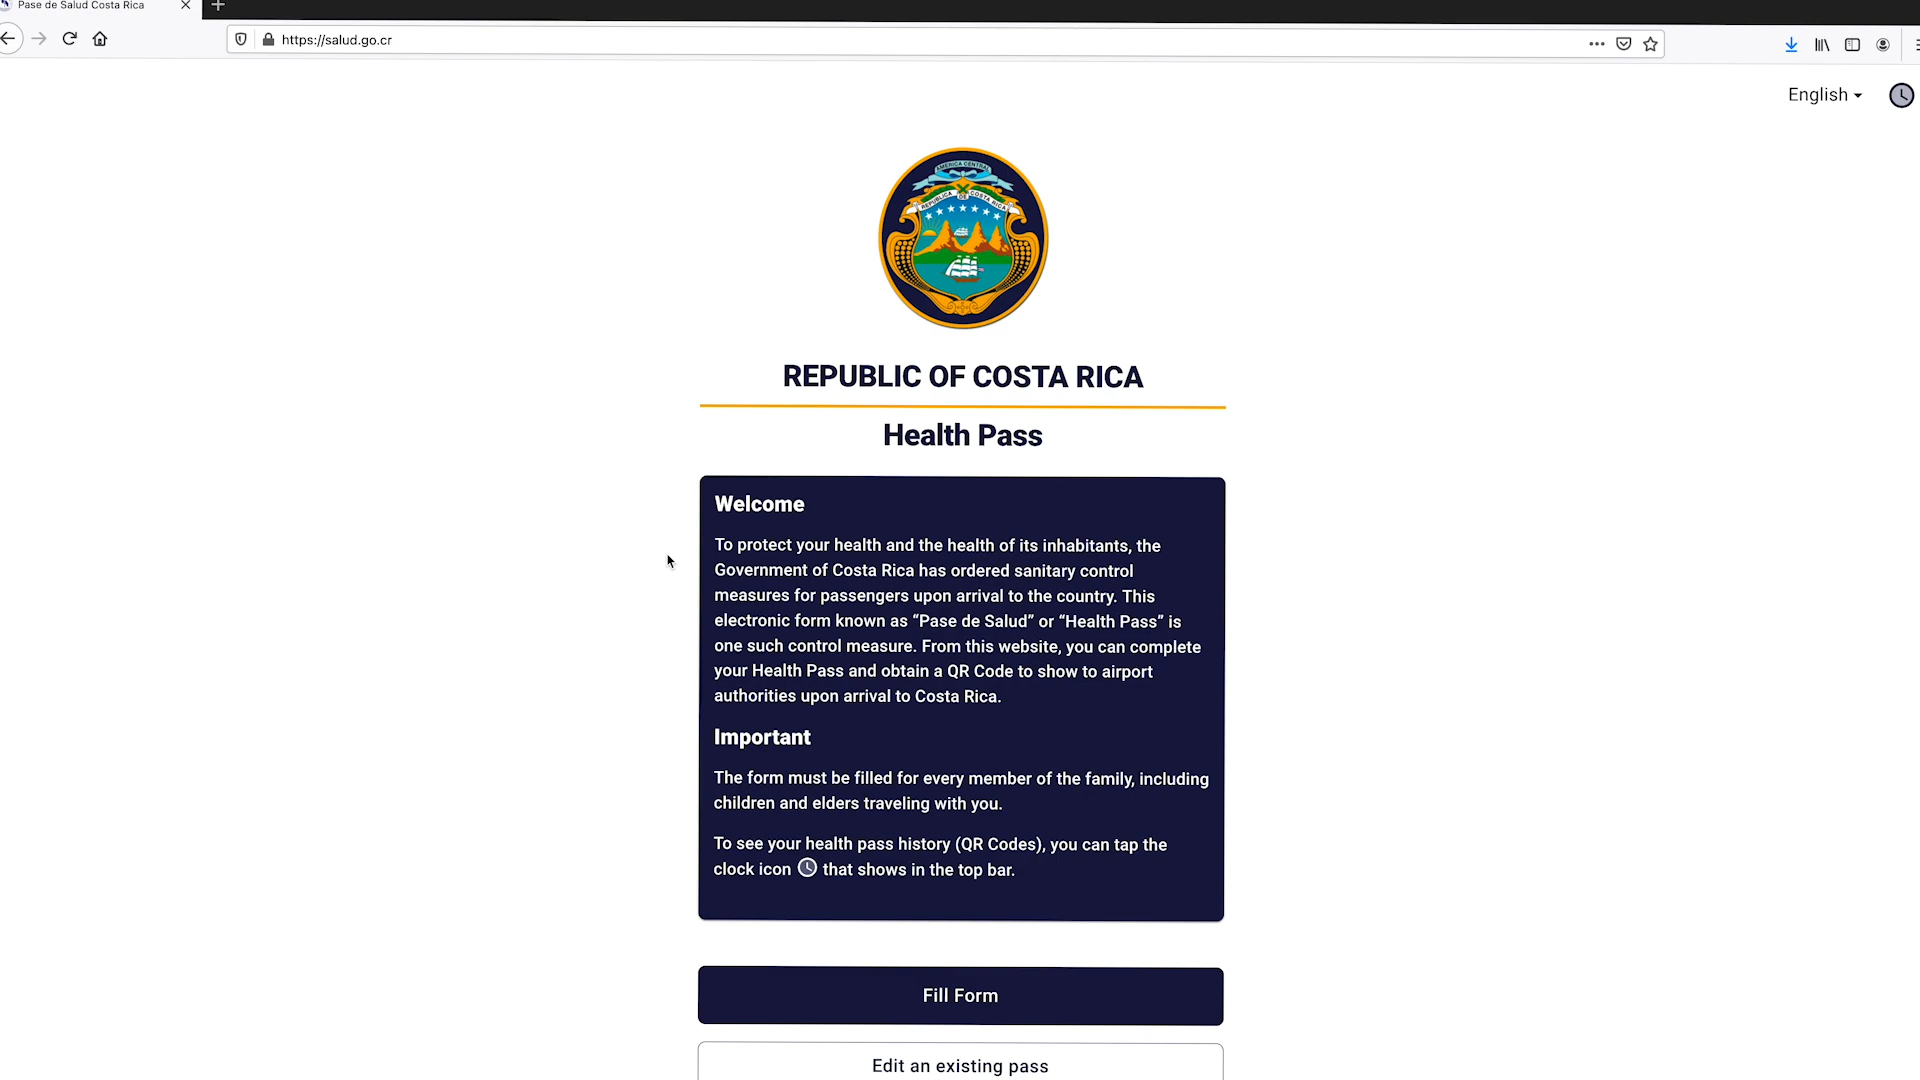 Pase de Salud Costa Rica
https://salud.go.cr
English
AMERICA CENTRAL
REPUBLICA DE COSTA RICA
REPUBLIC OF COSTA RICA
Health Pass
Welcome
To protect your health and the health of its inhabitants, the
Government of Costa Rica has ordered sanitary control
measures for passengers upon arrival to the country. This
electronic form known as “Pase de Salud” or “Health Pass” is
one such control measure. From this website, you can complete
your Health Pass and obtain a QR Code to show to airport
authorities upon arrival to Costa Rica.
Important
The form must be filled for every member of the family, including
children and elders traveling with you.
To see your health pass history (QR Codes), you can tap the
clock icon that shows in the top bar.
Fill Form
Edit an existing pass